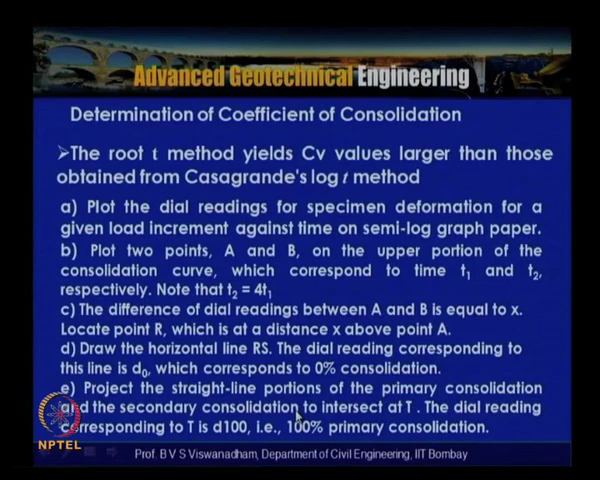 Advanced Geotechnical Engineering
Determination of Coefficient of Consolidation
➢The root t method yields Cv values larger than those
obtained from Casagrande's log t method
a) Plot the dial readings for specimen deformation for a
given load increment against time on semi-log graph paper.
b) Plot two points, A and B, on the upper portion of the
consolidation curve, which correspond to time t₁ and t₂,
respectively. Note that t₂ = 4t₁
c) The difference of dial readings between A and B is equal to x.
Locate point R, which is at a distance x above point A.
d) Draw the horizontal line RS. The dial reading corresponding to
this line is d₀, which corresponds to 0% consolidation.
e) Project the straight-line portions of the primary consolidation
and the secondary consolidation to intersect at T . The dial reading
corresponding to T is d100, i.e., 100% primary consolidation.
NPTEL
Prof. B V S Viswanadham, Department of Civil Engineering, IIT Bombay